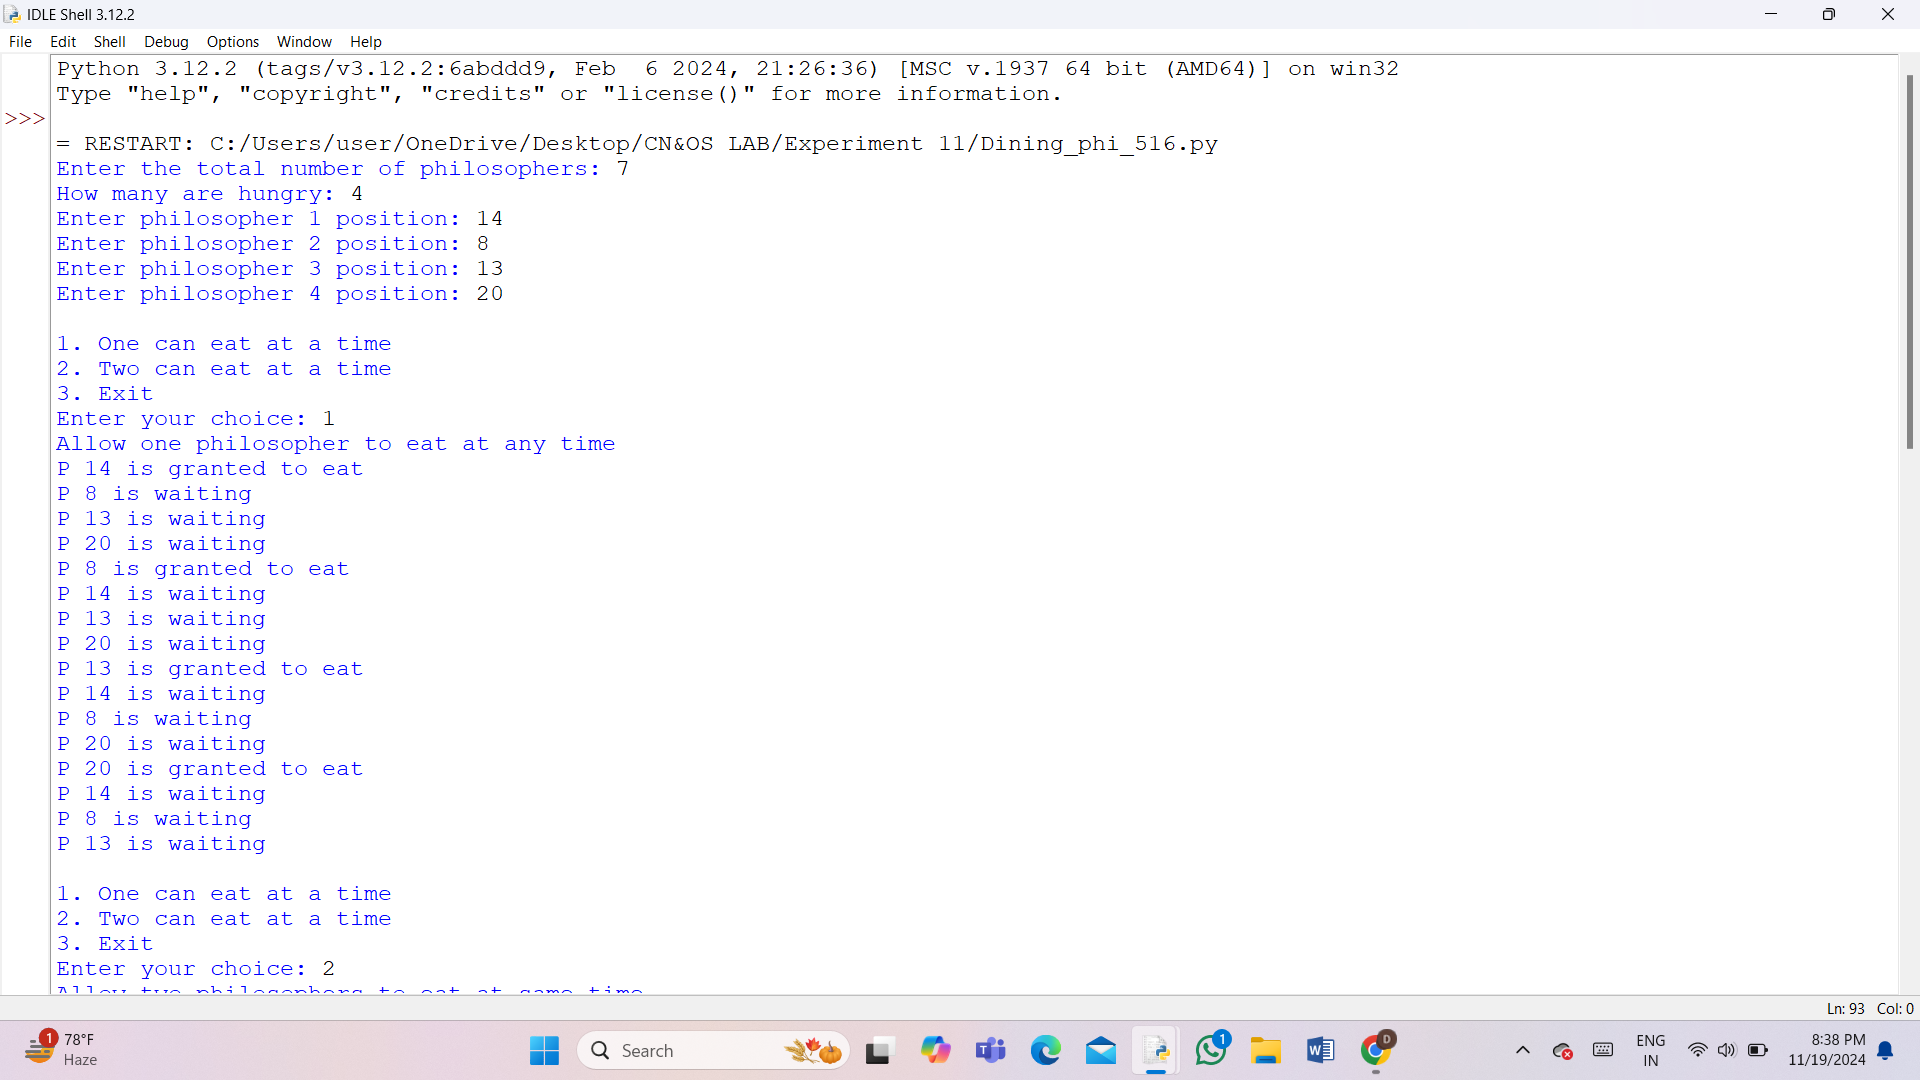 IDLE Shell 3.12.2
File Edit Shell Debug Options Window Help
Python 3.12.2 (tags/v3.12.2:6abddd9, Feb  6 2024, 21:26:36) [MSC v.1937 64 bit (AMD64)] on win32
Type "help", "copyright", "credits" or "license()" for more information.
>>>
= RESTART: C:/Users/user/OneDrive/Desktop/CN&OS LAB/Experiment 11/Dining_phi_516.py
Enter the total number of philosophers: 7
How many are hungry: 4
Enter philosopher 1 position: 14
Enter philosopher 2 position: 8
Enter philosopher 3 position: 13
Enter philosopher 4 position: 20
1. One can eat at a time
2. Two can eat at a time
3. Exit
Enter your choice: 1
Allow one philosopher to eat at any time
P 14 is granted to eat
P 8 is waiting
P 13 is waiting
P 20 is waiting
P 8 is granted to eat
P 14 is waiting
P 13 is waiting
P 20 is waiting
P 13 is granted to eat
P 14 is waiting
P 8 is waiting
P 20 is waiting
P 20 is granted to eat
P 14 is waiting
P 8 is waiting
P 13 is waiting
1. One can eat at a time
2. Two can eat at a time
3. Exit
Enter your choice: 2
Allow two philosophers to eat at same time
Ln: 93 Col: 0
1
78°F
Haze
Search
1
D
ENG
IN
8:38 PM
11/19/2024